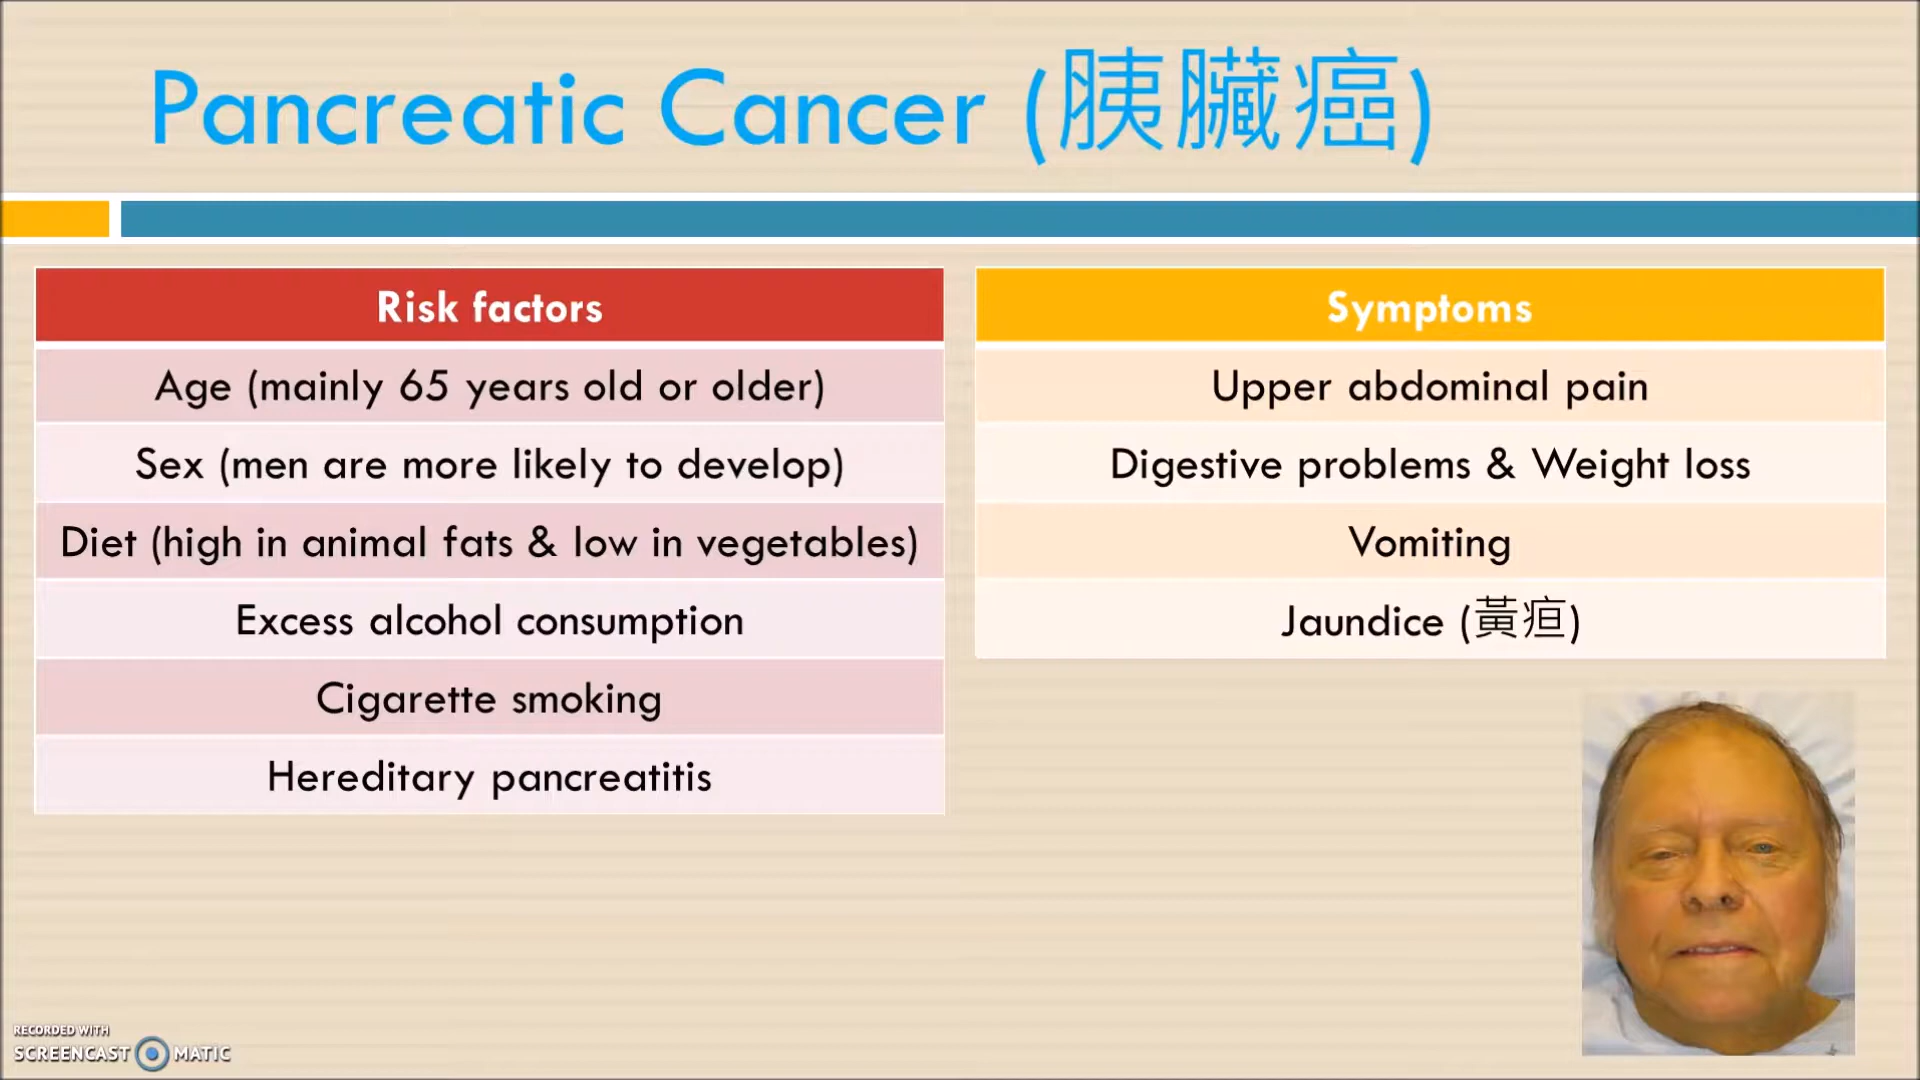 Pancreatic Cancer (胰臟癌)
Risk factors
Age (mainly 65 years old or older)
Sex (men are more likely to develop)
Diet (high in animal fats & low in vegetables)
Excess alcohol consumption
Cigarette smoking
Hereditary pancreatitis
Symptoms
Upper abdominal pain
Digestive problems & Weight loss
Vomiting
Jaundice (黃疸)
RECORDED WITH
SCREENCAST MATIC